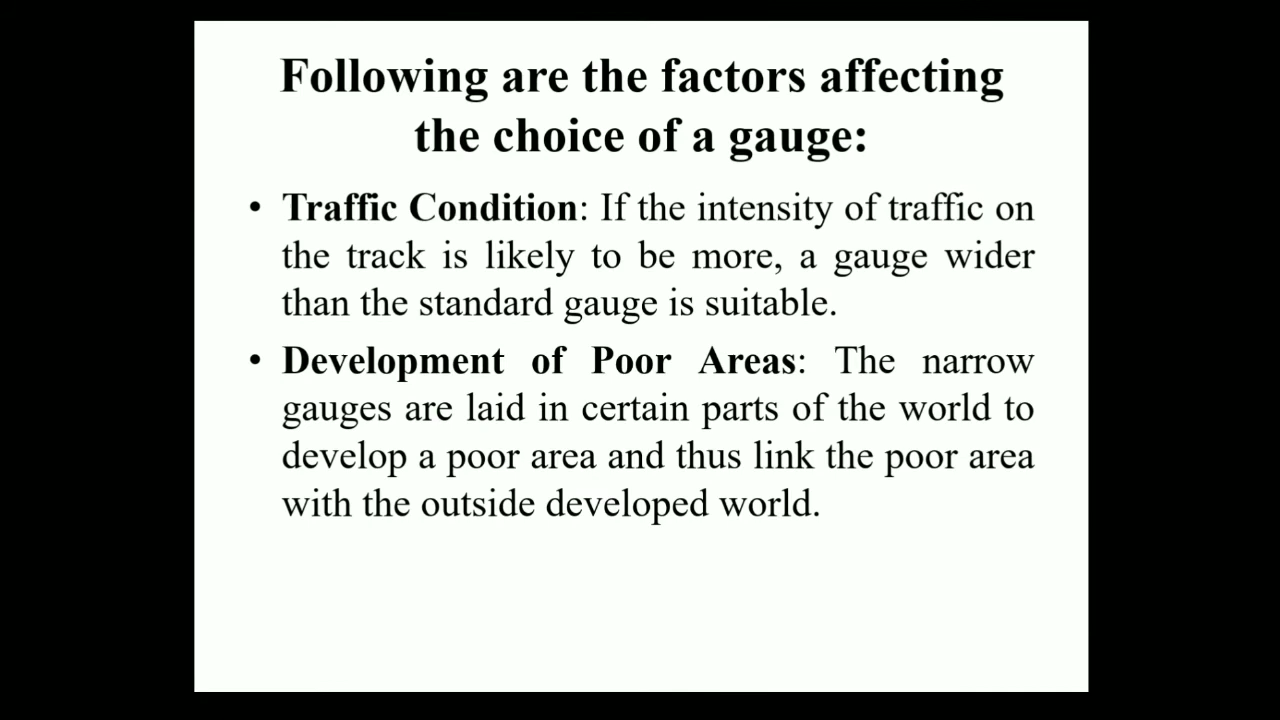 Following are the factors affecting
the choice of a gauge:
• Traffic Condition: If the intensity of traffic on
the track is likely to be more, a gauge wider
than the standard gauge is suitable.
• Development of Poor Areas: The narrow
gauges are laid in certain parts of the world to
develop a poor area and thus link the poor area
with the outside developed world.